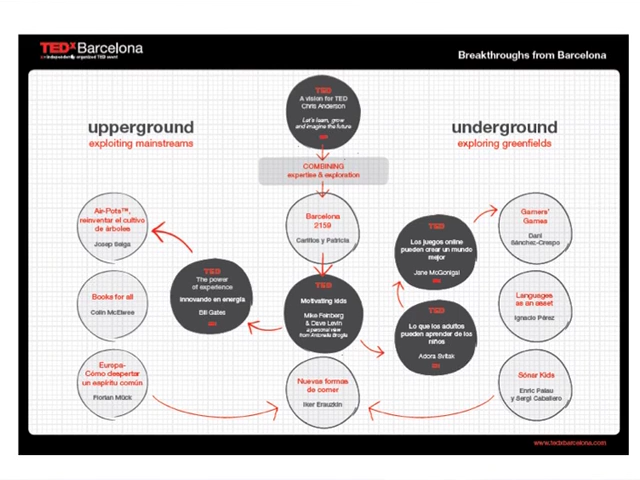 TEDxBarcelona
x=independently organized TED event
Breakthroughs from Barcelona
upperground
exploiting mainstreams
underground
exploring greenfields
TED
A vision for TED
Chris Anderson
Let's learn, grow
and imagine the future
COMBINING
expertise & exploration
Air-Pots™,
reinventar el cultivo
de árboles
Josep Selga
Books for all
Colin McElwee
Europa-
Cómo despertar
un espíritu común
Florian Mück
TED
The power
of experience
Innovando en energía
Bill Gates
Barcelona
2159
Carlitos y Patricia
TED
Motivating kids
Mike Feinberg
& Dave Levin
a personal view
from Antonella Broglia
Nuevas formas
de comer
Iker Erauzkin
TED
Los juegos online
pueden crear un mundo
mejor
Jane McGonigal
TED
Lo que los adultos
pueden aprender de los
niños
Adora Svitak
Gamers'
Games
Dani
Sánchez-Crespo
Languages
as an asset
Ignacio Pérez
Sónar Kids
Enric Palau
y Sergi Caballero
www.tedxbarcelona.com